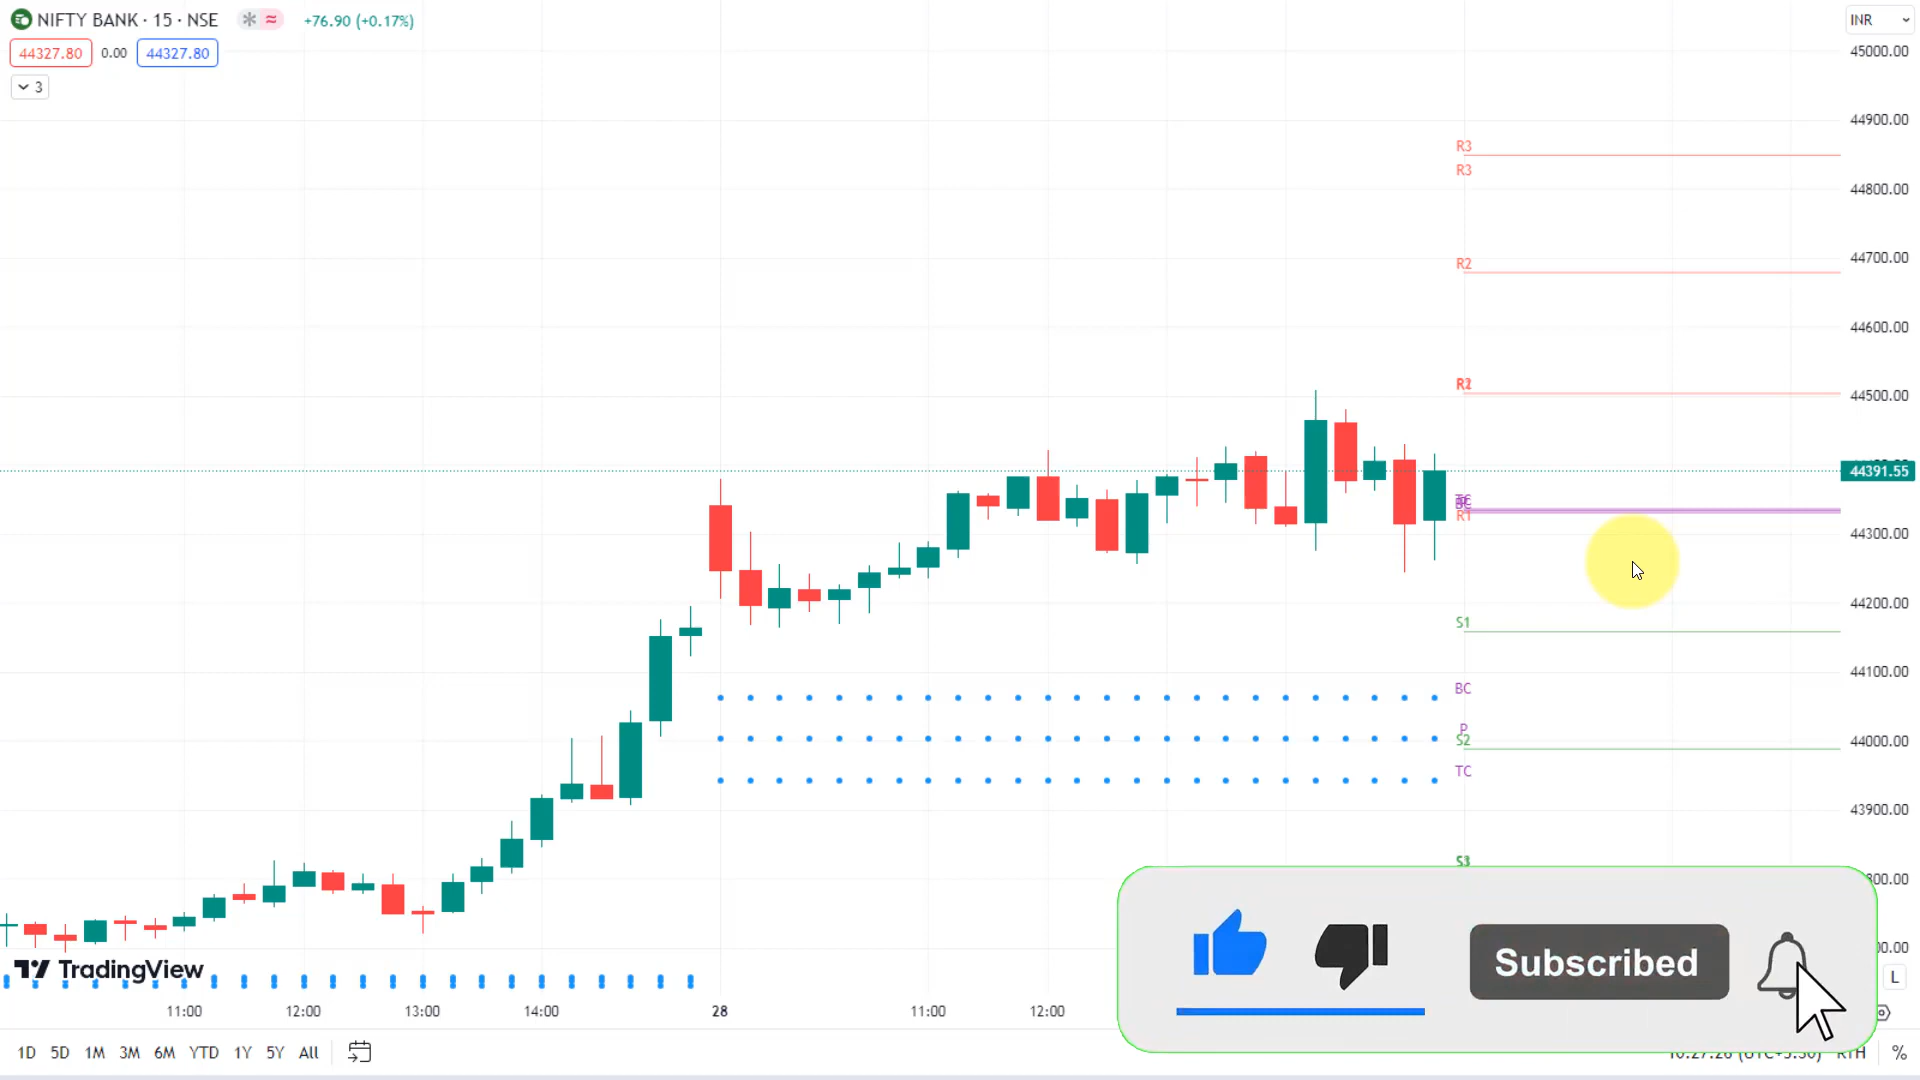 NIFTY BANK · 15 · NSE +76.90 (+0.17%) INR
44327.80 0.00 44327.80
3
45000.00
44900.00
R3
R3
44800.00
R2
44700.00
44600.00
44500.00
44391.55
BC
R1
44300.00
44200.00
S1
44100.00
BC
P
S2
44000.00
TC
43900.00
S3
TradingView
L
11:00 12:00 13:00 14:00 28 11:00 12:00
Subscribed
1D 5D 1M 3M 6M YTD 1Y 5Y All
%